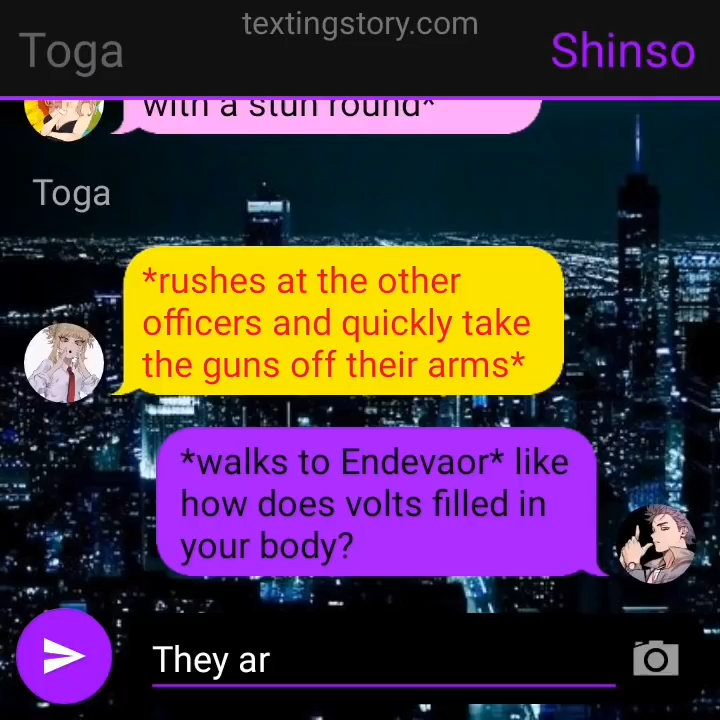 textingstory.com
Toga
Shinso
with a stun round*
Toga
*rushes at the other
officers and quickly take
the guns off their arms*
*walks to Endevaor* like
how does volts filled in
your body?
They ar